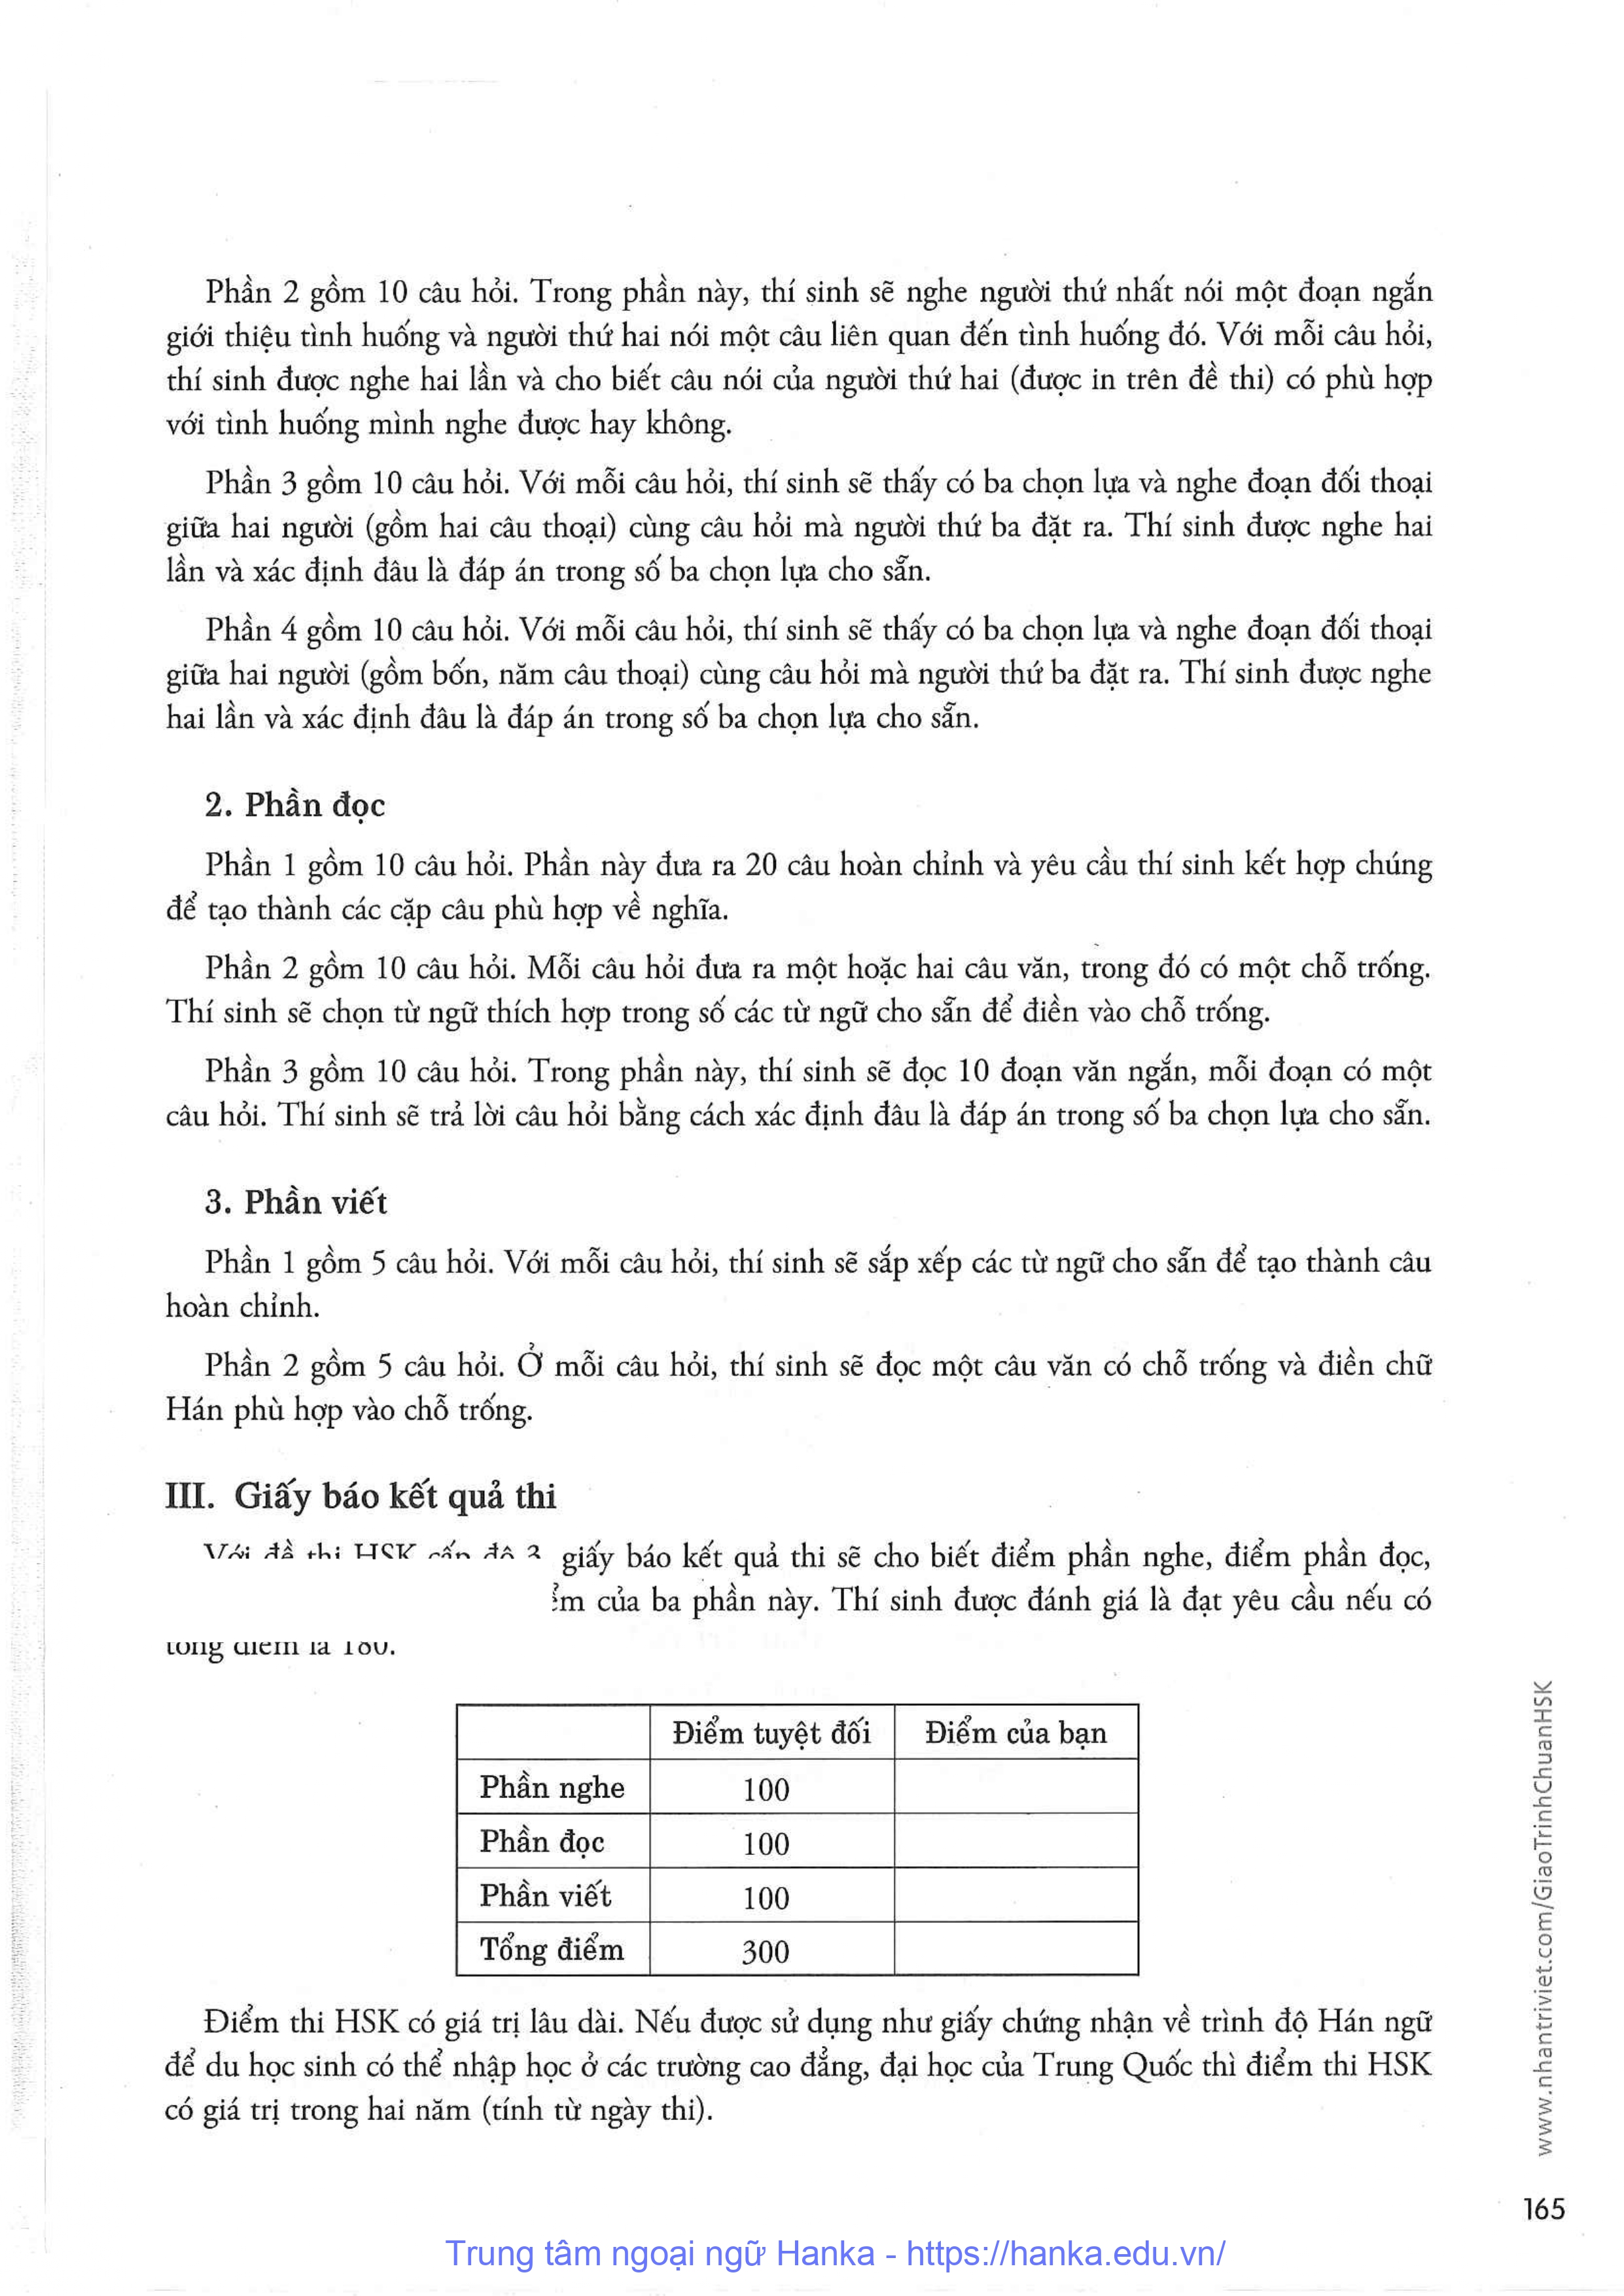 Phần 2 gồm 10 câu hỏi. Trong phần này, thí sinh sẽ nghe người thứ nhất nói một đoạn ngắn
giới thiệu tình huống và người thứ hai nói một câu liên quan đến tình huống đó. Với mỗi câu hỏi,
thí sinh được nghe hai lần và cho biết câu nói của người thứ hai (được in trên đề thi) có phù hợp
với tình huống mình nghe được hay không.
Phần 3 gồm 10 câu hỏi. Với mỗi câu hỏi, thí sinh sẽ thấy có ba chọn lựa và nghe đoạn đối thoại
giữa hai người (gồm hai câu thoại) cùng câu hỏi mà người thứ ba đặt ra. Thí sinh được nghe hai
lần và xác định đâu là đáp án trong số ba chọn lựa cho sẵn.
Phần 4 gồm 10 câu hỏi. Với mỗi câu hỏi, thí sinh sẽ thấy có ba chọn lựa và nghe đoạn đối thoại
giữa hai người (gồm bốn, năm câu thoại) cùng câu hỏi mà người thứ ba đặt ra. Thí sinh được nghe
hai lần và xác định đâu là đáp án trong số ba chọn lựa cho sẵn.
2. Phần đọc
Phần 1 gồm 10 câu hỏi. Phần này đưa ra 20 câu hoàn chỉnh và yêu cầu thí sinh kết hợp chúng
để tạo thành các cặp câu phù hợp về nghĩa.
Phần 2 gồm 10 câu hỏi. Mỗi câu hỏi đưa ra một hoặc hai câu văn, trong đó có một chỗ trống.
Thí sinh sẽ chọn từ ngữ thích hợp trong số các từ ngữ cho sẵn để điền vào chỗ trống.
Phần 3 gồm 10 câu hỏi. Trong phần này, thí sinh sẽ đọc 10 đoạn văn ngắn, mỗi đoạn có một
câu hỏi. Thí sinh sẽ trả lời câu hỏi bằng cách xác định đâu là đáp án trong số ba chọn lựa cho sẵn.
3. Phần viết
Phần 1 gồm 5 câu hỏi. Với mỗi câu hỏi, thí sinh sẽ sắp xếp các từ ngữ cho sẵn để tạo thành câu
hoàn chỉnh.
Phần 2 gồm 5 câu hỏi. Ở mỗi câu hỏi, thí sinh sẽ đọc một câu văn có chỗ trống và điền chữ
Hán phù hợp vào chỗ trống.
III. Giấy báo kết quả thi
Với đề thi HSK cấp độ 3 giấy báo kết quả thi sẽ cho biết điểm phần nghe, điểm phần đọc,
của ba phần này. Thí sinh được đánh giá là đạt yêu cầu nếu có
tổng điểm là 180.
Điểm tuyệt đối Điểm của bạn
Phần nghe 100
Phần đọc 100
Phần viết 100
Tổng điểm 300
Điểm thi HSK có giá trị lâu dài. Nếu được sử dụng như giấy chứng nhận về trình độ Hán ngữ
để du học sinh có thể nhập học ở các trường cao đẳng, đại học của Trung Quốc thì điểm thi HSK
có giá trị trong hai năm (tính từ ngày thi).
www.nhantriviet.com/GiaoTrinhChuanHSK
165
Trung tâm ngoại ngữ Hanka - https://hanka.edu.vn/